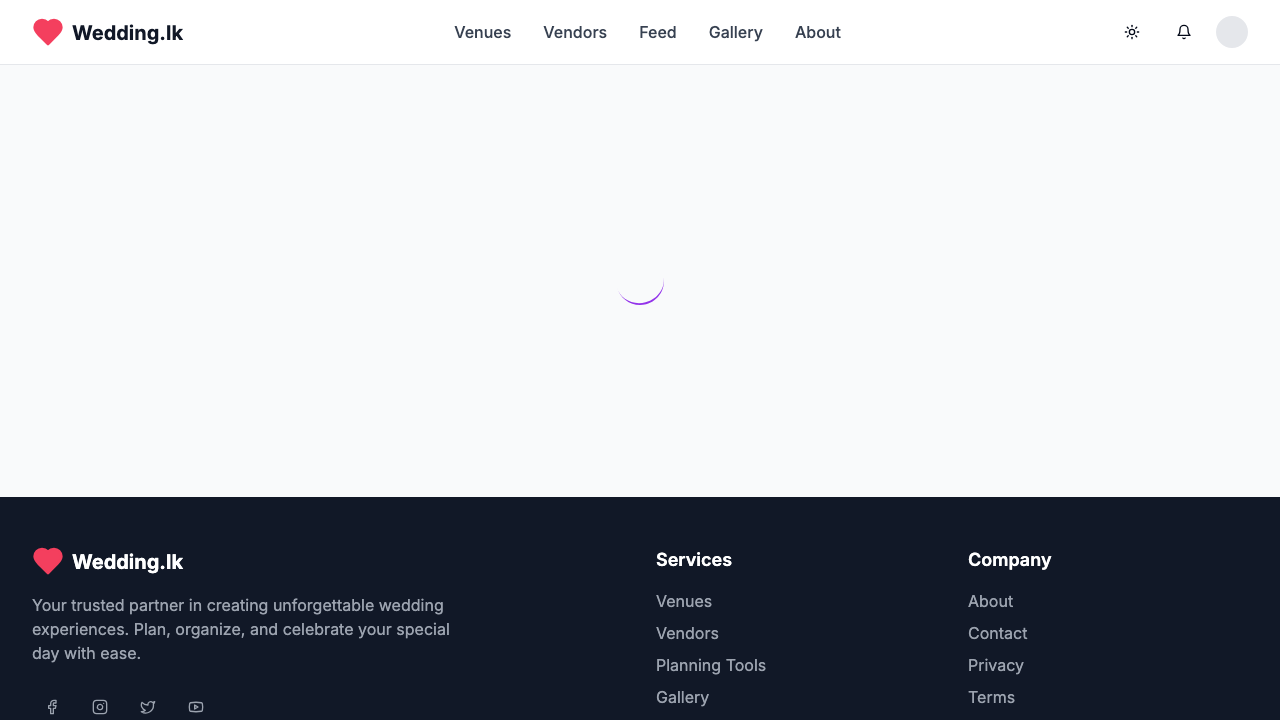 Wedding.lk
Venues
Vendors
Feed
Gallery
About
Wedding.lk
Your trusted partner in creating unforgettable wedding
experiences. Plan, organize, and celebrate your special
day with ease.
Services
Venues
Vendors
Planning Tools
Gallery
Company
About
Contact
Privacy
Terms